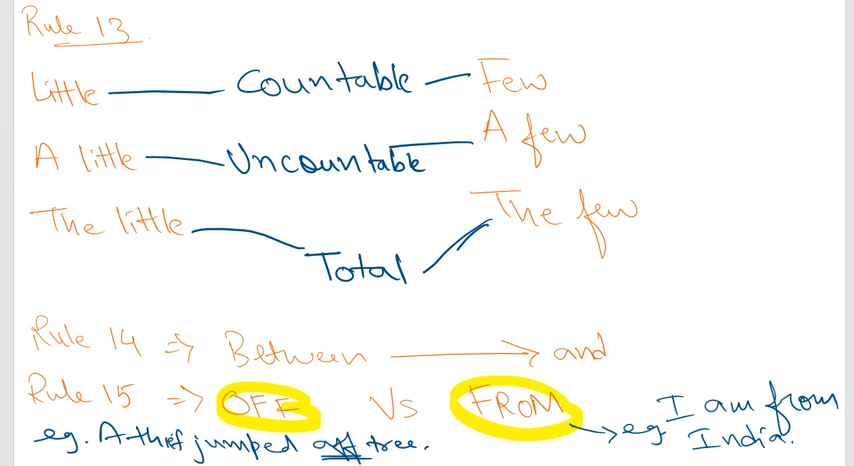 Rule 13
Little — Countable — Few
A little — Uncountable — A few
The little — Total — The few
Rule 14 => Between → and
Rule 15 => OFF Vs FROM → eg I am from India.
eg. A thief jumped off tree.